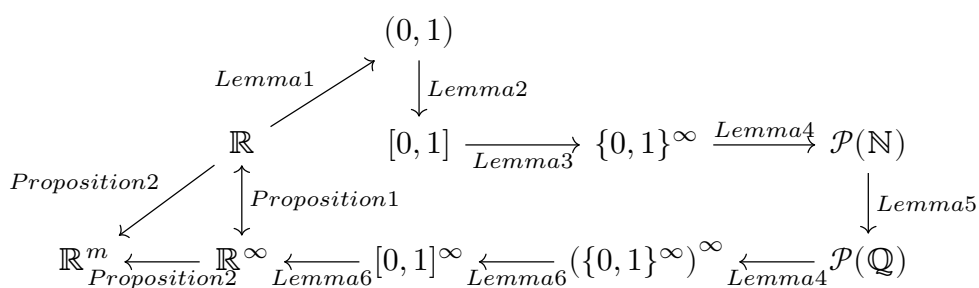 (0, 1)
Lemma1
Lemma2
ℝ [0, 1] {0, 1}^∞ Lemma4 𝒫(ℕ)
Lemma3
Proposition2 Proposition1 Lemma5
ℝ^m ℝ^∞ [0, 1]^∞ ({0, 1}^∞)^∞ 𝒫(ℚ)
Proposition2 Lemma6 Lemma6 Lemma4